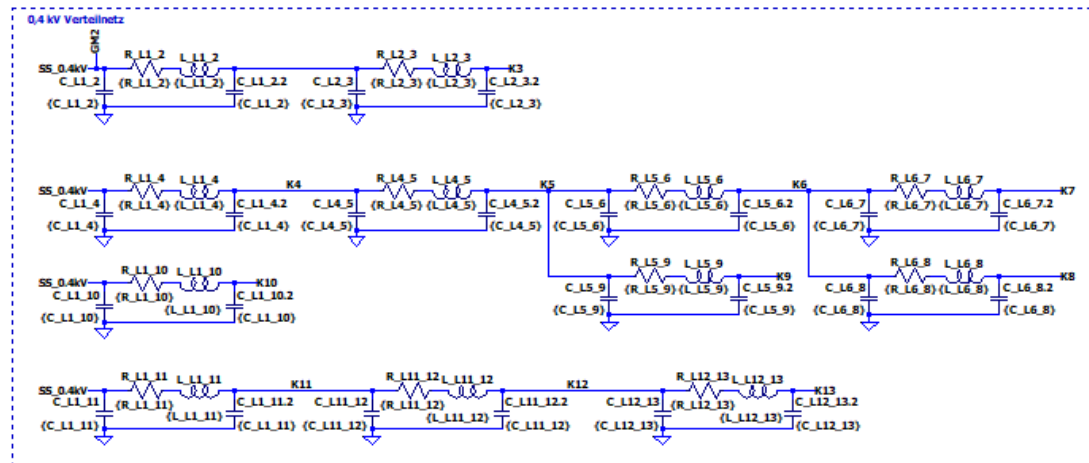 0,4 kV Verteilnetz
GM2
R_L1_2 L_L1_2 R_L2_3 L_L2_3
SS_0.4kV K3
C_L1_2 {R_L1_2} {L_L1_2} C_L1_2.2 C_L2_3 {R_L2_3} {L_L2_3} C_L2_3.2
{C_L1_2} {C_L1_2} {C_L2_3} {C_L2_3}
R_L1_4 L_L1_4 R_L4_5 L_L4_5 R_L5_6 L_L5_6 R_L6_7 L_L6_7
SS_0.4kV K4 K5 K6 K7
C_L1_4 {R_L1_4} {L_L1_4} C_L1_4.2 C_L4_5 {R_L4_5} {L_L4_5} C_L4_5.2 C_L5_6 {R_L5_6} {L_L5_6} C_L5_6.2 C_L6_7 {R_L6_7} {L_L6_7} C_L6_7.2
{C_L1_4} {C_L1_4} {C_L4_5} {C_L4_5} {C_L5_6} {C_L5_6} {C_L6_7} {C_L6_7}
R_L1_10 L_L1_10 R_L5_9 L_L5_9 R_L6_8 L_L6_8
SS_0.4kV K10 K9 K8
C_L1_10 {R_L1_10} C_L1_10.2 C_L5_9 {R_L5_9} {L_L5_9} C_L5_9.2 C_L6_8 {R_L6_8} {L_L6_8} C_L6_8.2
{C_L1_10} {L_L1_10} {C_L1_10} {C_L5_9} {C_L5_9} {C_L6_8} {C_L6_8}
R_L1_11 L_L1_11 R_L11_12 L_L11_12 R_L12_13 L_L12_13
SS_0.4kV K11 K12 K13
C_L1_11 {R_L1_11} C_L1_11.2 C_L11_12 {R_L11_12} C_L11_12.2 C_L12_13 {R_L12_13} C_L12_13.2
{C_L1_11} {L_L1_11} {C_L1_11} {C_L11_12} {L_L11_12} {C_L11_12} {C_L12_13} {L_L12_13} {C_L12_13}